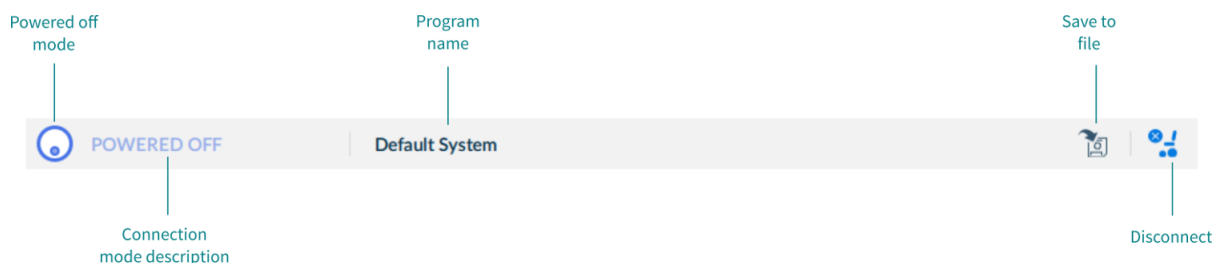 Powered off
mode
Program
name
Save to
file
POWERED OFF
Default System
Connection
mode description
Disconnect